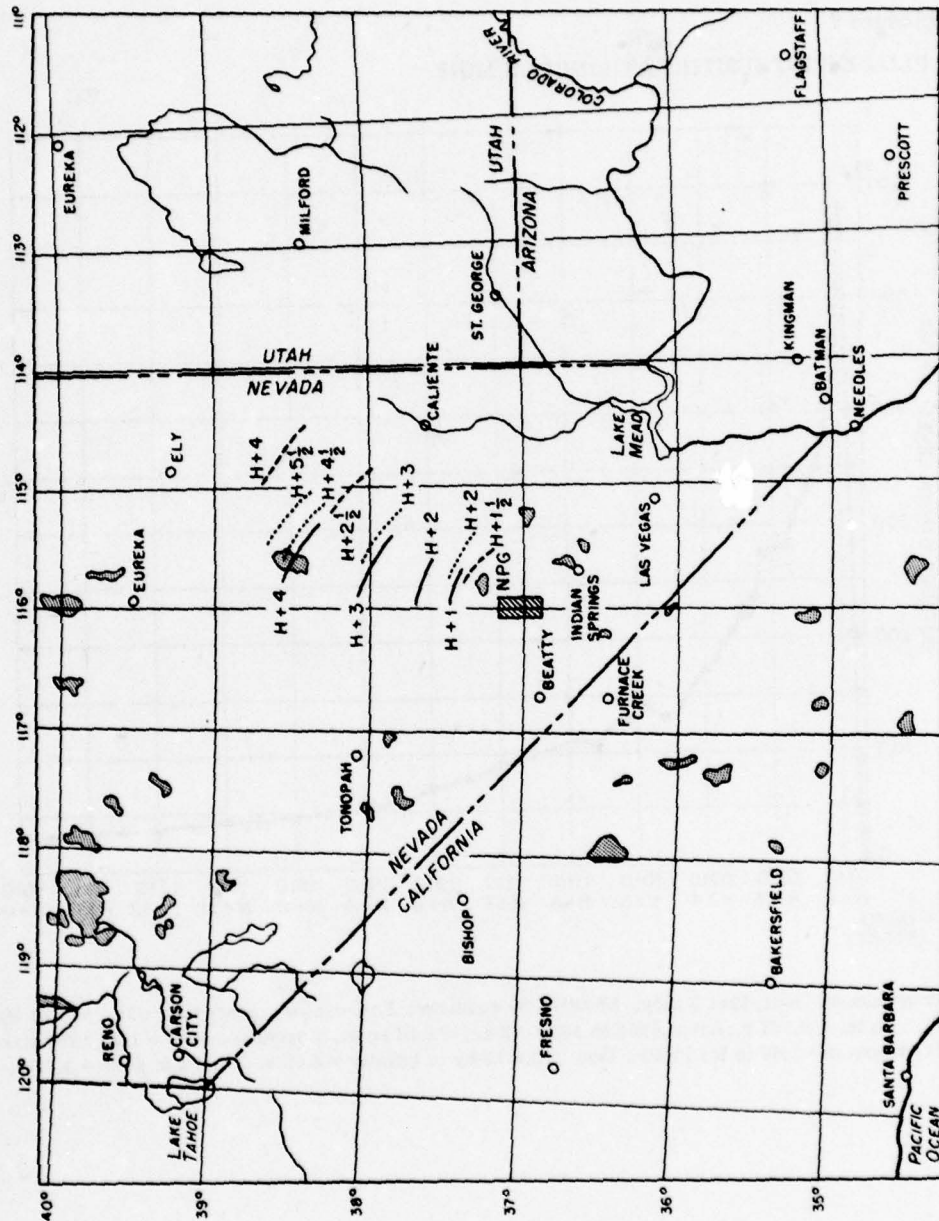 120°
119°
118°
117°
116°
115°
114°
113°
112°
111°
40°
39°
38°
37°
36°
35°
RENO
CARSON
CITY
LAKE
TAHOE
EUREKA
ELY
UTAH
NEVADA
EUREKA
MILFORD
H+4
H+5½
H+4½
H+4
H+2½
H+3
H+3
H+2
H+2
H+1½
H+1
NPG
TONOPAH
NEVADA
CALIFORNIA
BISHOP
CALIENTE
ST. GEORGE
UTAH
ARIZONA
COLORADO RIVER
BEATTY
INDIAN
SPRINGS
FURNACE
CREEK
LAS VEGAS
LAKE
MEAD
FRESNO
BAKERSFIELD
SANTA BARBARA
PACIFIC
OCEAN
KINGMAN
BATMAN
NEEDLES
PRESCOTT
FLAGSTAFF